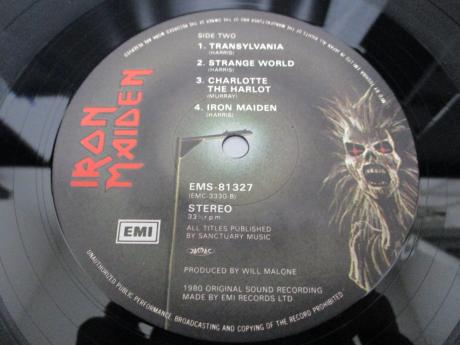 SIDE TWO
1. TRANSYLVANIA
(HARRIS)
2. STRANGE WORLD
(HARRIS)
3. CHARLOTTE
THE HARLOT
(MURRAY)
4. IRON MAIDEN
(HARRIS)
IRON
MAIDEN
EMS-81327
(EMC-3330-B)
STEREO
33⅓ r.p.m.
ALL TITLES PUBLISHED
BY SANCTUARY MUSIC
EMI
PRODUCED BY WILL MALONE
1980 ORIGINAL SOUND RECORDING
MADE BY EMI RECORDS LTD
UNAUTHORIZED PUBLIC PERFORMANCE, BROADCASTING AND COPYING OF THE RECORD PROHIBITED